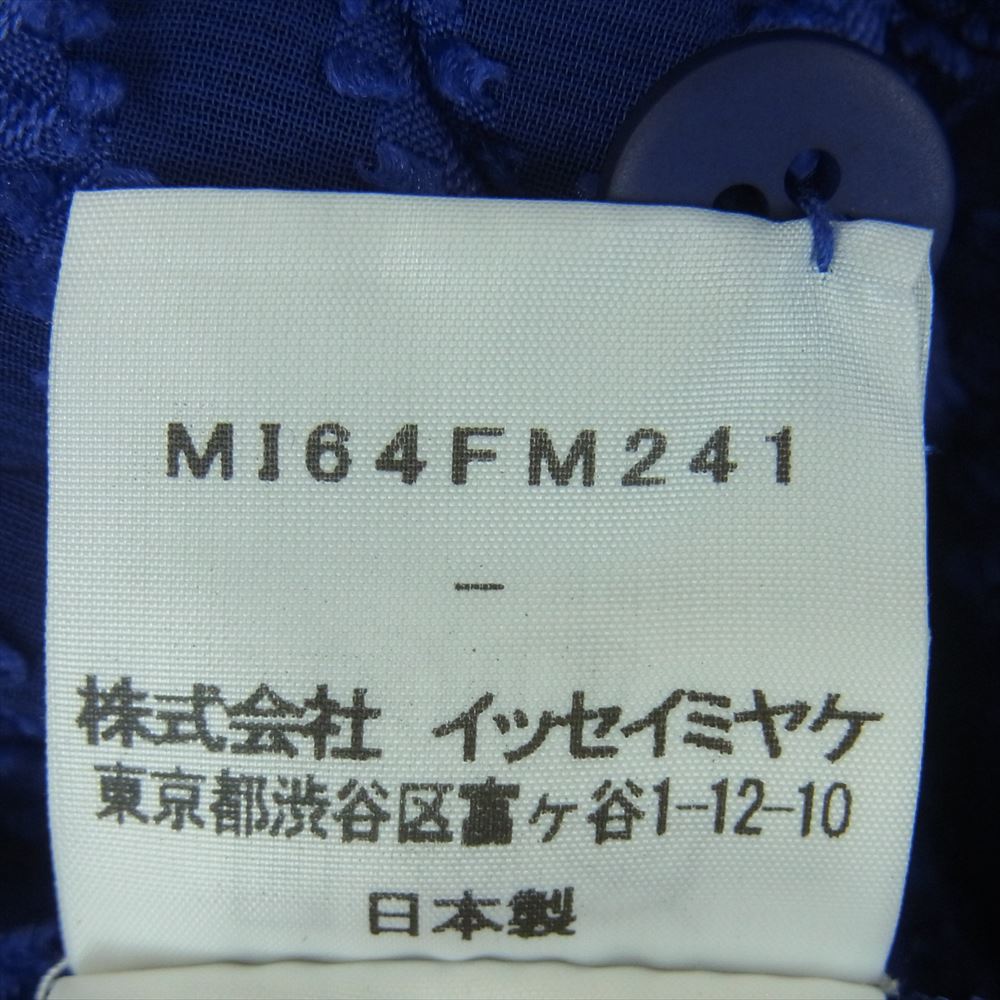 MI64FM241
–
株式会社 イッセイミヤケ
東京都渋谷区富ヶ谷1-12-10
日本製